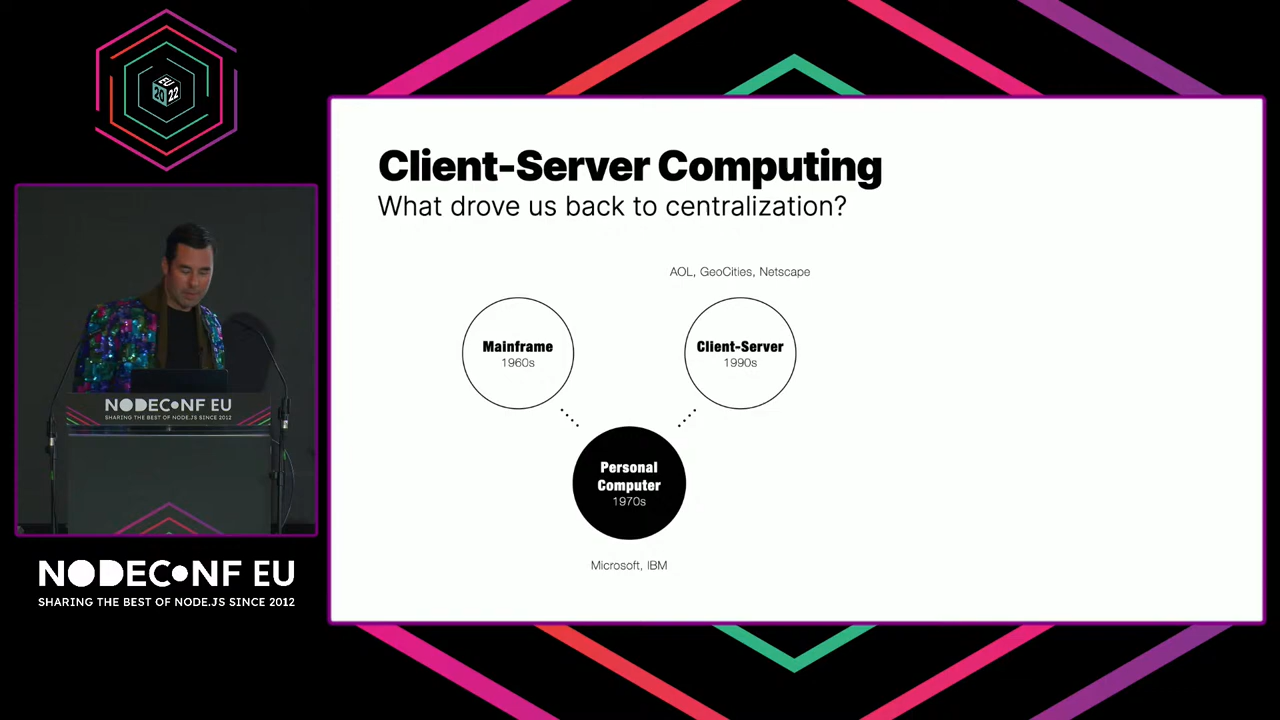 EU
20 22
NODECONF EU
SHARING THE BEST OF NODE.JS SINCE 2012
NODECONF EU
SHARING THE BEST OF NODE.JS SINCE 2012
Client-Server Computing
What drove us back to centralization?
AOL, GeoCities, Netscape
Mainframe
1960s
Client-Server
1990s
Personal
Computer
1970s
Microsoft, IBM